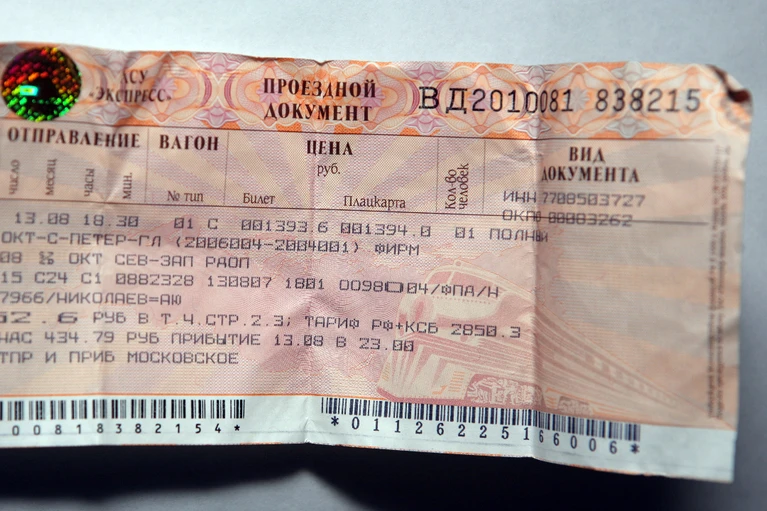 АСУ
«ЭКСПРЕСС»
ПРОЕЗДНОЙ
ДОКУМЕНТ
ВД2010081 838215
ОТПРАВЛЕНИЕ
число
месяц
часы
мин.
ВАГОН
№ тип
ЦЕНА
руб.
Билет
Плацкарта
Кол-во
человек
ВИД
ДОКУМЕНТА
ИНН 7708503727
ОКПО 00083262
13.08 18.30 01 С 001393.6 001394.0 01 ПОЛНЫЙ
ОКТ-С-ПЕТЕР-ГЛ (2006004-2004001) ФИРМ
08 ОКТ СЕВ-ЗАП РАОП
15 С24 С1 0882328 130807 1801 04/ФПА/Н
7966/НИКОЛАЕВ=АЮ
РУБ В Т.Ч.СТР.2.3; ТАРИФ РФ+КСБ 2850.3
434.79 РУБ ПРИБЫТИЕ 13.08 В 23.00
ОТПР И ПРИБ МОСКОВСКОЕ
00818382154*
*01126225166006*